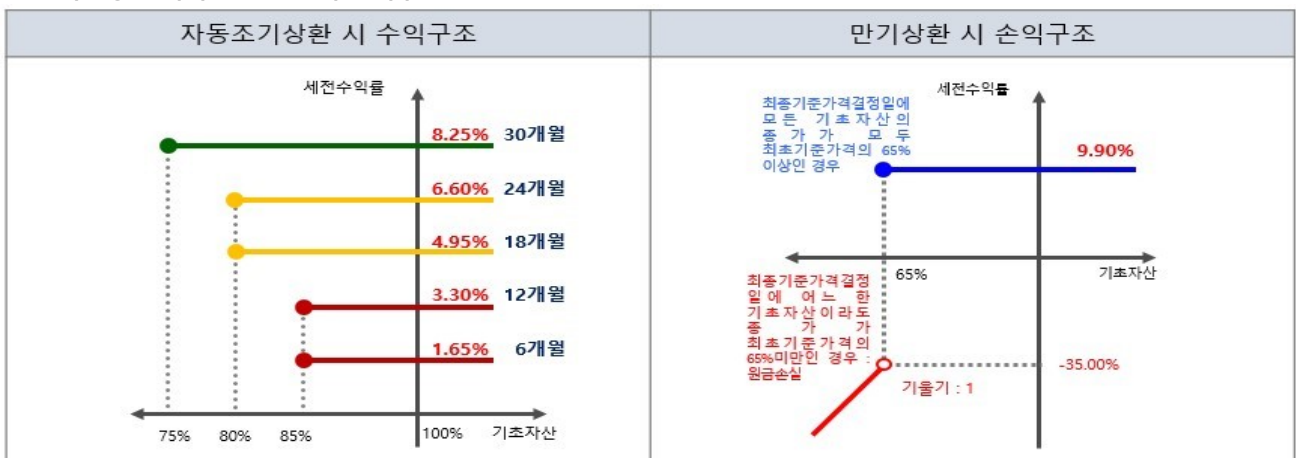 자동조기상환 시 수익구조
세전수익률
8.25% 30개월
6.60% 24개월
4.95% 18개월
3.30% 12개월
1.65% 6개월
75% 80% 85% 100% 기초자산
만기상환 시 손익구조
세전수익률
최종기준가격결정일에
모든 기초자산의
종가가 모두
최초기준가격의 65%
이상인 경우
9.90%
65%
기초자산
최종기준가격결정
일에 어느 한
기초자산이라도
종가가
최초기준가격의
65%미만인 경우 :
원금손실
-35.00%
기울기 : 1